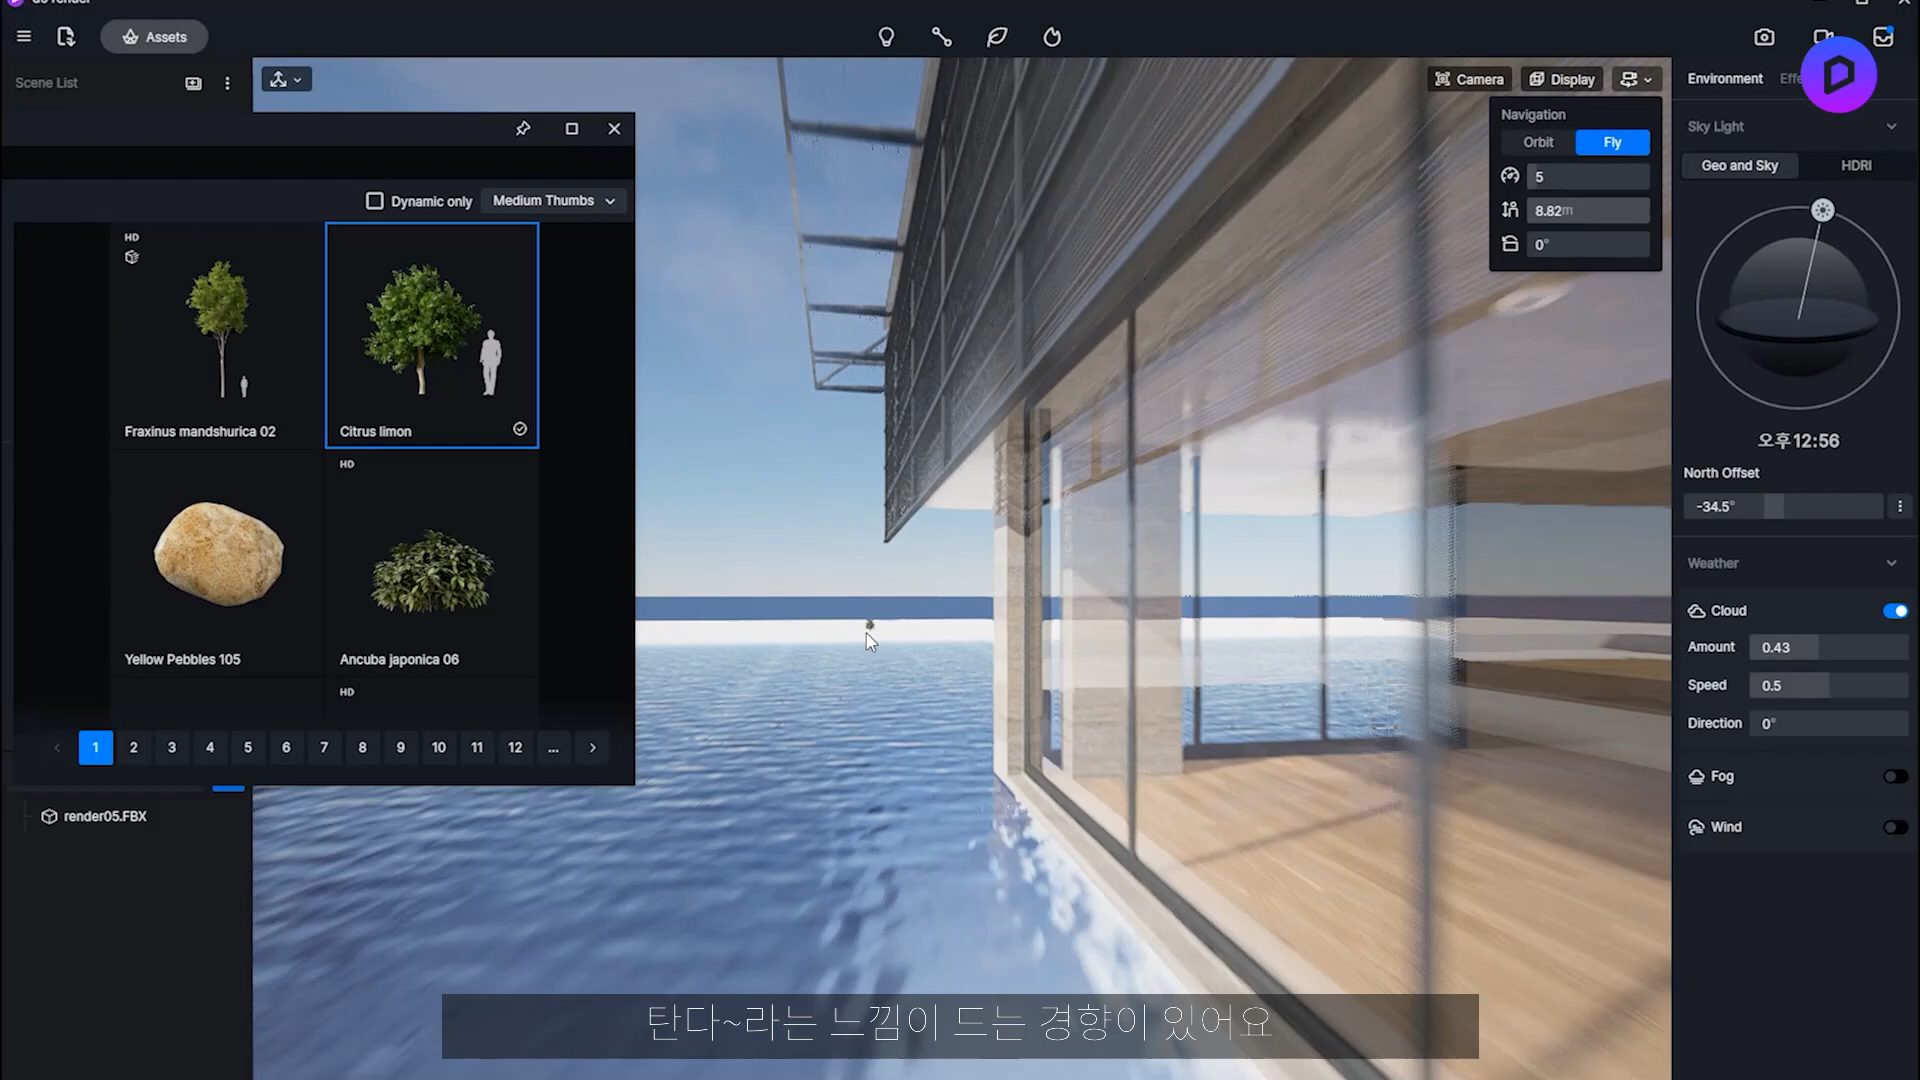 d5 render
Assets
Scene List
Dynamic only
Medium Thumbs
HD
Fraxinus mandshurica 02
Citrus limon
HD
Yellow Pebbles 105
Ancuba japonica 06
HD
1 2 3 4 5 6 7 8 9 10 11 12 ...
render05.FBX
Camera
Display
Navigation
Orbit
Fly
5
8.82m
0°
Environment
Sky Light
Geo and Sky
HDRI
오후12:56
North Offset
-34.5°
Weather
Cloud
Amount 0.43
Speed 0.5
Direction 0°
Fog
Wind
탄다~라는 느낌이 드는 경향이 있어요